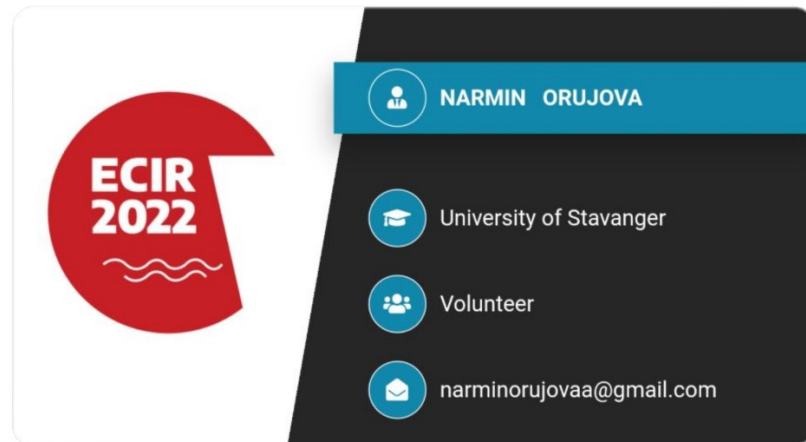 ECIR
2022
NARMIN ORUJOVA
University of Stavanger
Volunteer
narminorujovaa@gmail.com